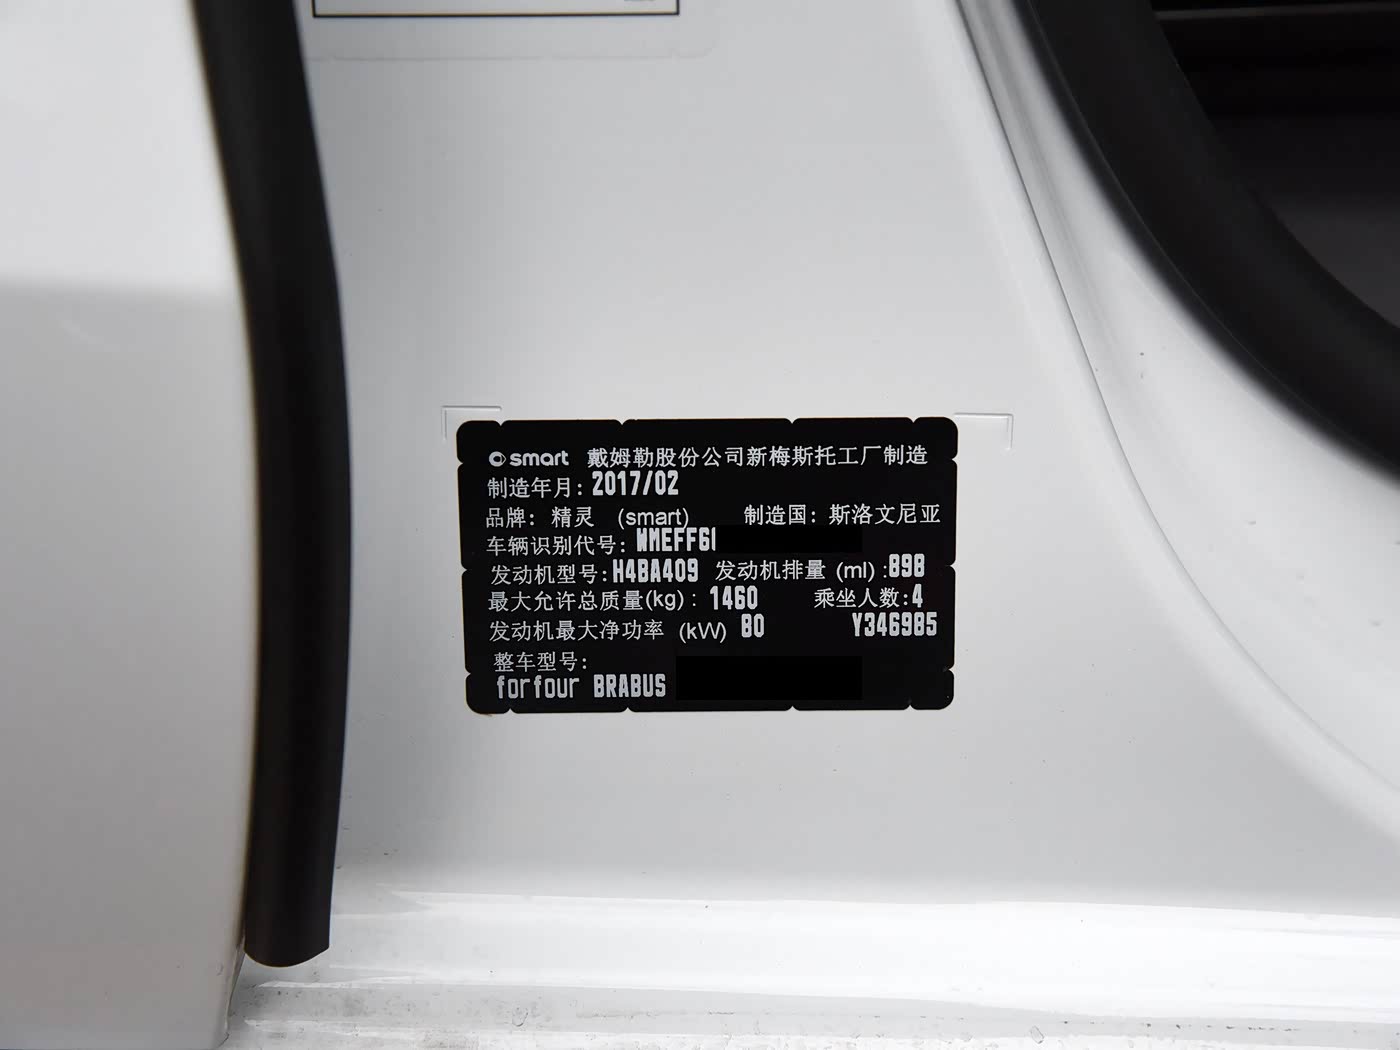 smart 戴姆勒股份公司新梅斯托工厂制造
制造年月: 2017/02
品牌: 精灵 (smart) 制造国: 斯洛文尼亚
车辆识别代号: WMEFF6
发动机型号: H4BA409 发动机排量 (ml) :898
最大允许总质量(kg) : 1460 乘坐人数: 4
发动机最大净功率 (kW) 80 Y346985
整车型号:
forfour BRABUS